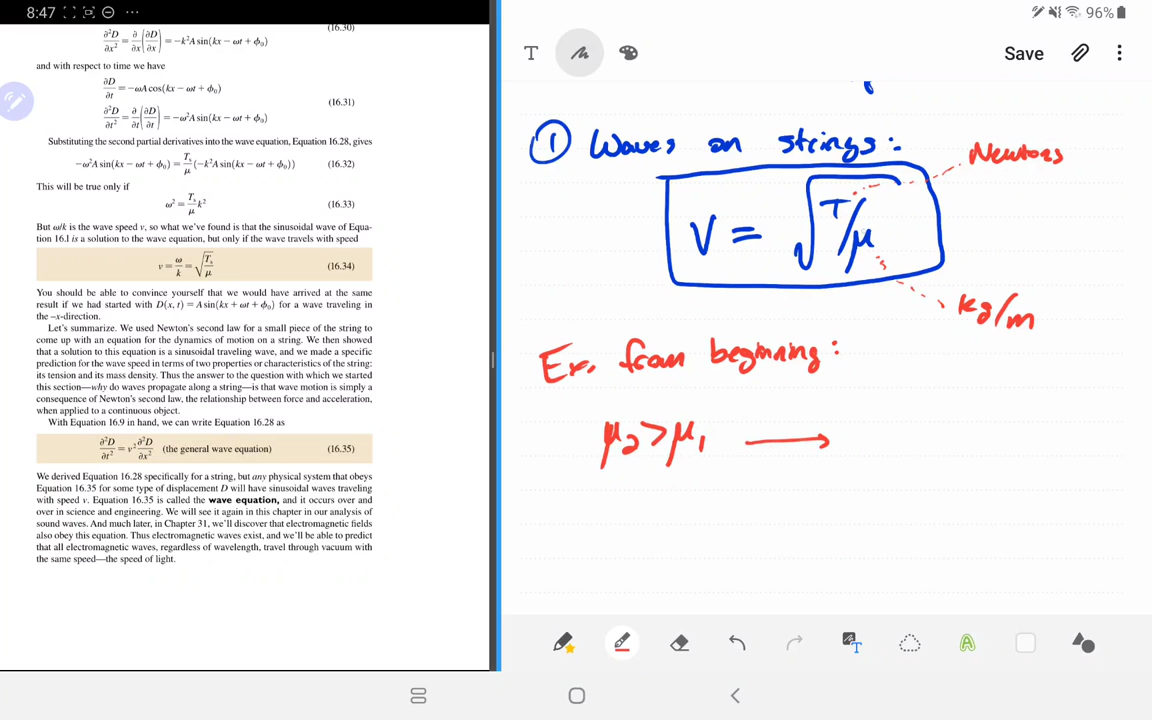 8:47
96%
(16.30)
∂²D/∂x² = ∂/∂x(∂D/∂x) = −k²A sin(kx − ωt + ϕ₀)
and with respect to time we have
∂D/∂t = −ωA cos(kx − ωt + ϕ₀)
(16.31)
∂²D/∂t² = ∂/∂t(∂D/∂t) = −ω²A sin(kx − ωt + ϕ₀)
Substituting the second partial derivatives into the wave equation, Equation 16.28, gives
−ω²A sin(kx − ωt + ϕ₀) = Tₛ/μ (−k²A sin(kx − ωt + ϕ₀)) (16.32)
This will be true only if
ω² = Tₛ/μ k² (16.33)
But ω/k is the wave speed v, so what we've found is that the sinusoidal wave of Equa-
tion 16.1 is a solution to the wave equation, but only if the wave travels with speed
v = ω/k = √(Tₛ/μ) (16.34)
You should be able to convince yourself that we would have arrived at the same
result if we had started with D(x, t) = A sin(kx + ωt + ϕ₀) for a wave traveling in
the −x-direction.
Let's summarize. We used Newton's second law for a small piece of the string to
come up with an equation for the dynamics of motion on a string. We then showed
that a solution to this equation is a sinusoidal traveling wave, and we made a specific
prediction for the wave speed in terms of two properties or characteristics of the string:
its tension and its mass density. Thus the answer to the question with which we started
this section—why do waves propagate along a string—is that wave motion is simply a
consequence of Newton's second law, the relationship between force and acceleration,
when applied to a continuous object.
With Equation 16.9 in hand, we can write Equation 16.28 as
∂²D/∂t² = v² ∂²D/∂x² (the general wave equation) (16.35)
We derived Equation 16.28 specifically for a string, but any physical system that obeys
Equation 16.35 for some type of displacement D will have sinusoidal waves traveling
with speed v. Equation 16.35 is called the wave equation, and it occurs over and
over in science and engineering. We will see it again in this chapter in our analysis of
sound waves. And much later, in Chapter 31, we'll discover that electromagnetic fields
also obey this equation. Thus electromagnetic waves exist, and we'll be able to predict
that all electromagnetic waves, regardless of wavelength, travel through vacuum with
the same speed—the speed of light.
T Save
① Waves on strings:
Newtons
V = √T/μ
kg/m
Ex. from beginning:
μ₂ > μ₁ →
T
A